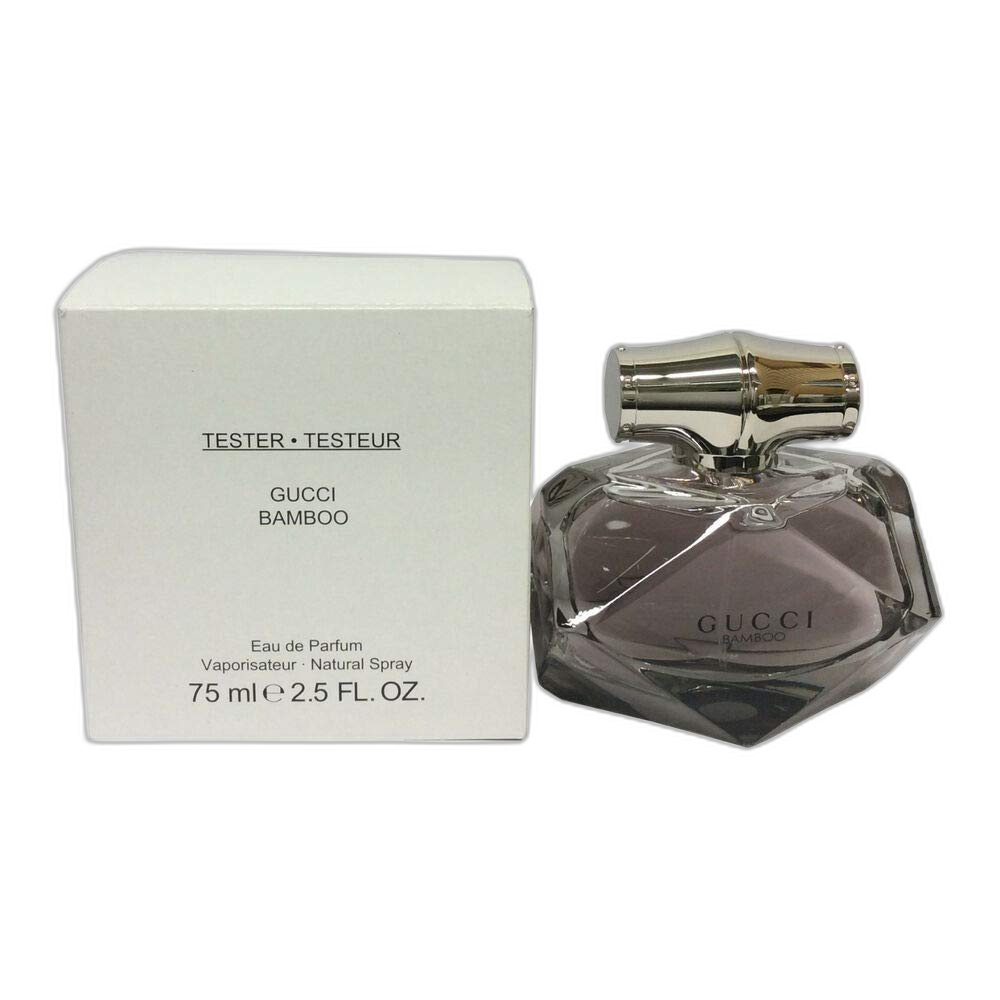 TESTER • TESTEUR
GUCCI
BAMBOO
Eau de Parfum
Vaporisateur · Natural Spray
75 ml ℮ 2.5 FL. OZ.
GUCCI
BAMBOO